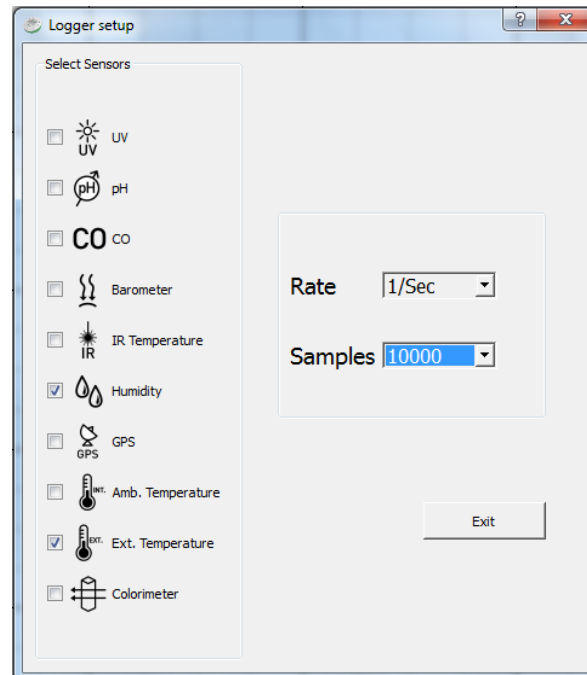 Logger setup
?
X
Select Sensors
UV
UV
pH
pH
CO
CO
Barometer
IR
IR Temperature
Humidity
GPS
GPS
INT.
Amb. Temperature
EXT.
Ext. Temperature
Colorimeter
Rate
1/Sec
Samples
10000
Exit